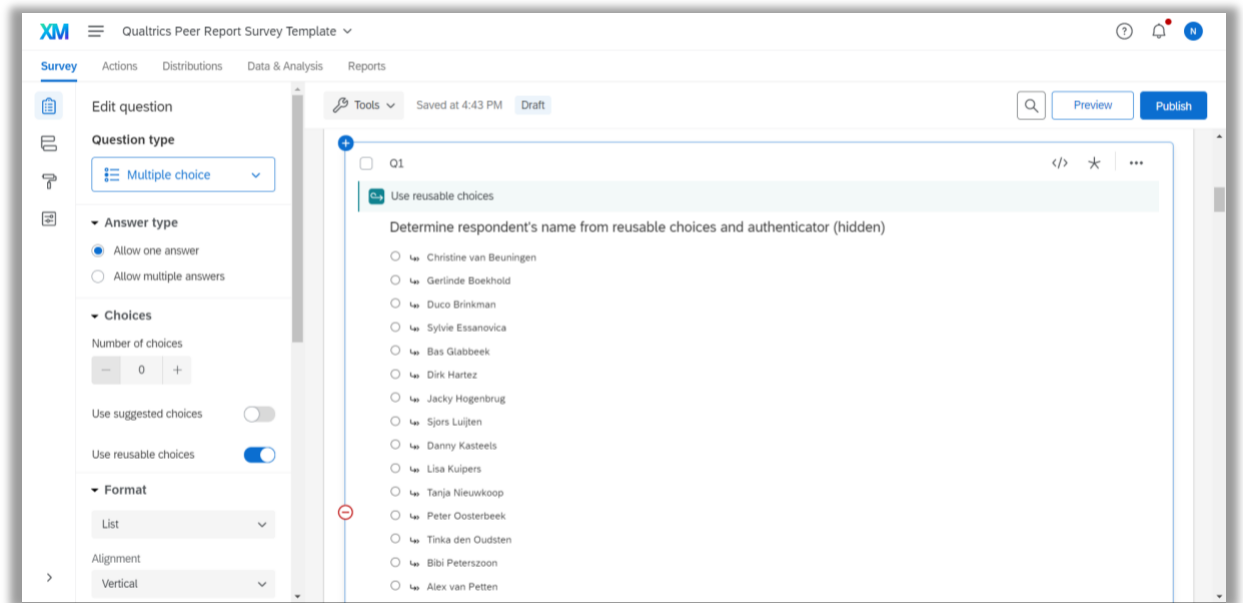 XM
Qualtrics Peer Report Survey Template
N
Survey
Actions
Distributions
Data & Analysis
Reports
Edit question
Question type
Multiple choice
Answer type
Allow one answer
Allow multiple answers
Choices
Number of choices
0
Use suggested choices
Use reusable choices
Format
List
Alignment
Vertical
Tools
Saved at 4:43 PM
Draft
Preview
Publish
Q1
Use reusable choices
Determine respondent's name from reusable choices and authenticator (hidden)
Christine van Beuningen
Gerlinde Boekhold
Duco Brinkman
Sylvie Essanovica
Bas Glabbeek
Dirk Hartez
Jacky Hogenbrug
Sjors Luijten
Danny Kasteels
Lisa Kuipers
Tanja Nieuwkoop
Peter Oosterbeek
Tinka den Oudsten
Bibi Peterszoon
Alex van Petten